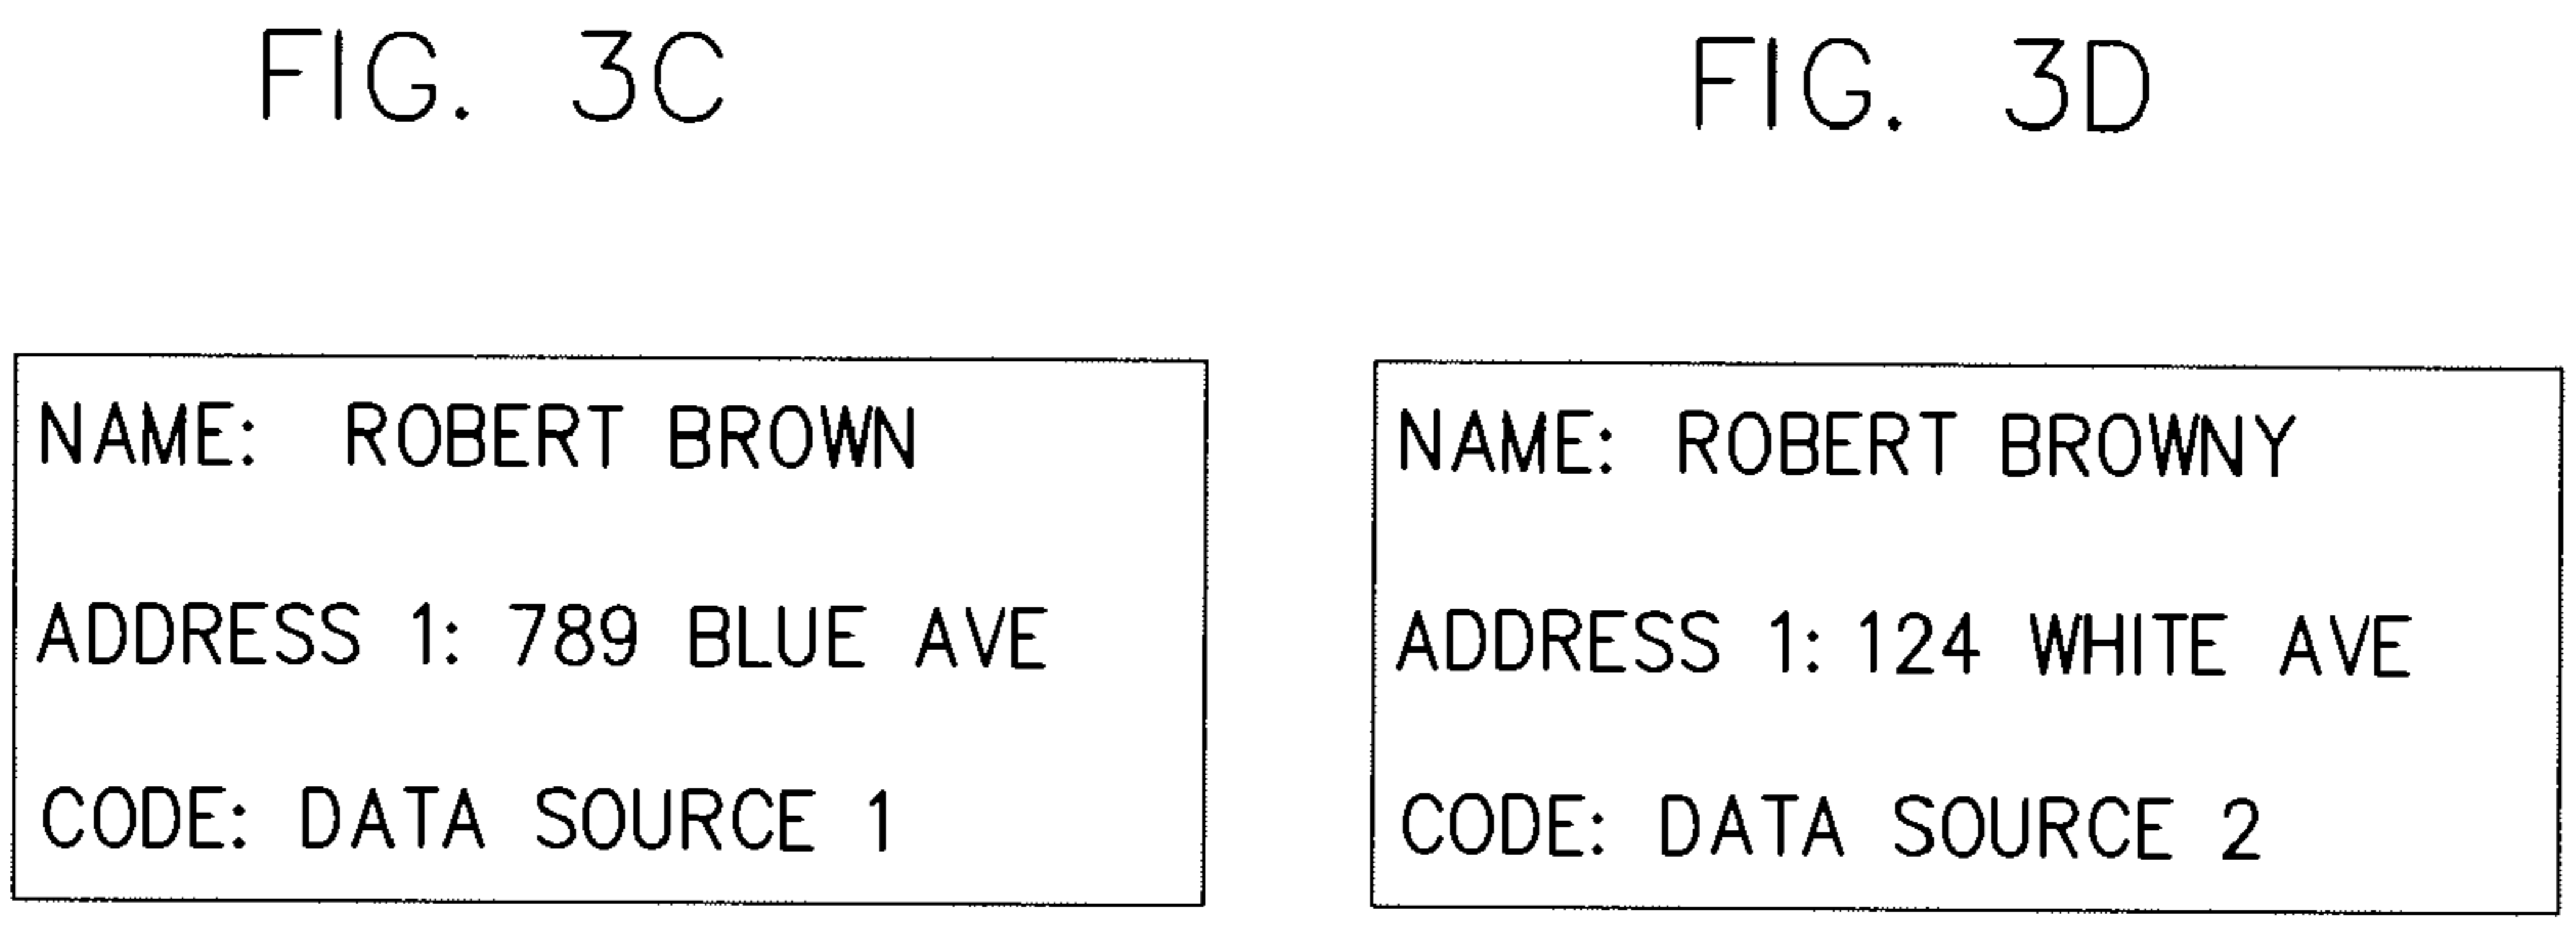 FIG. 3C
NAME: ROBERT BROWN
ADDRESS 1: 789 BLUE AVE
CODE: DATA SOURCE 1
FIG. 3D
NAME: ROBERT BROWNY
ADDRESS 1: 124 WHITE AVE
CODE: DATA SOURCE 2